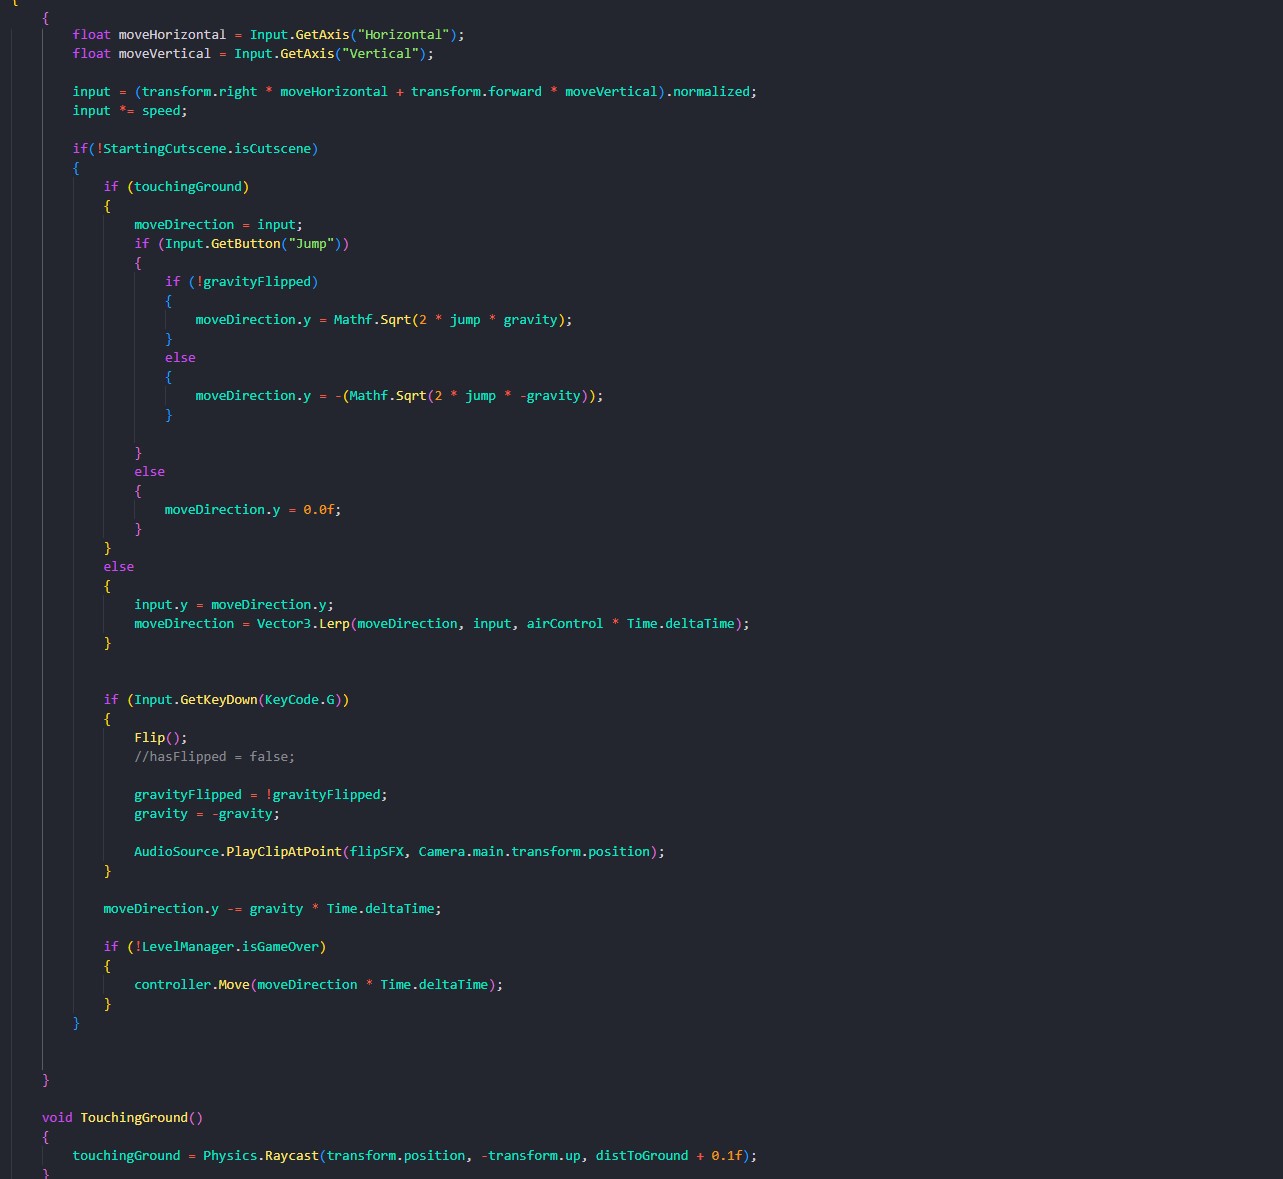 {
{
float moveHorizontal = Input.GetAxis("Horizontal");
float moveVertical = Input.GetAxis("Vertical");
input = (transform.right * moveHorizontal + transform.forward * moveVertical).normalized;
input *= speed;
if(!StartingCutscene.isCutscene)
{
if (touchingGround)
{
moveDirection = input;
if (Input.GetButton("Jump"))
{
if (!gravityFlipped)
{
moveDirection.y = Mathf.Sqrt(2 * jump * gravity);
}
else
{
moveDirection.y = -(Mathf.Sqrt(2 * jump * -gravity));
}
}
else
{
moveDirection.y = 0.0f;
}
}
else
{
input.y = moveDirection.y;
moveDirection = Vector3.Lerp(moveDirection, input, airControl * Time.deltaTime);
}
if (Input.GetKeyDown(KeyCode.G))
{
Flip();
//hasFlipped = false;
gravityFlipped = !gravityFlipped;
gravity = -gravity;
AudioSource.PlayClipAtPoint(flipSFX, Camera.main.transform.position);
}
moveDirection.y -= gravity * Time.deltaTime;
if (!LevelManager.isGameOver)
{
controller.Move(moveDirection * Time.deltaTime);
}
}
}
void TouchingGround()
{
touchingGround = Physics.Raycast(transform.position, -transform.up, distToGround + 0.1f);
}